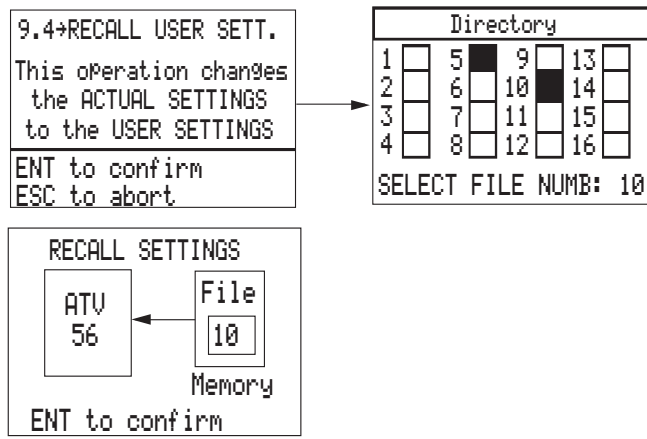 9.4→RECALL USER SETT.
This operation changes
the ACTUAL SETTINGS
to the USER SETTINGS
ENT to confirm
ESC to abort
Directory
1 5 9 13
2 6 10 14
3 7 11 15
4 8 12 16
SELECT FILE NUMB: 10
RECALL SETTINGS
ATV
56
File
10
Memory
ENT to confirm